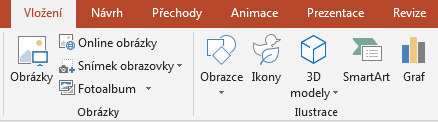 Vložení Návrh Přechody Animace Prezentace Revize
Obrázky
Online obrázky
Snímek obrazovky
Fotoalbum
Obrázky
Obrazce
Ikony
3D
modely
SmartArt
Graf
Ilustrace